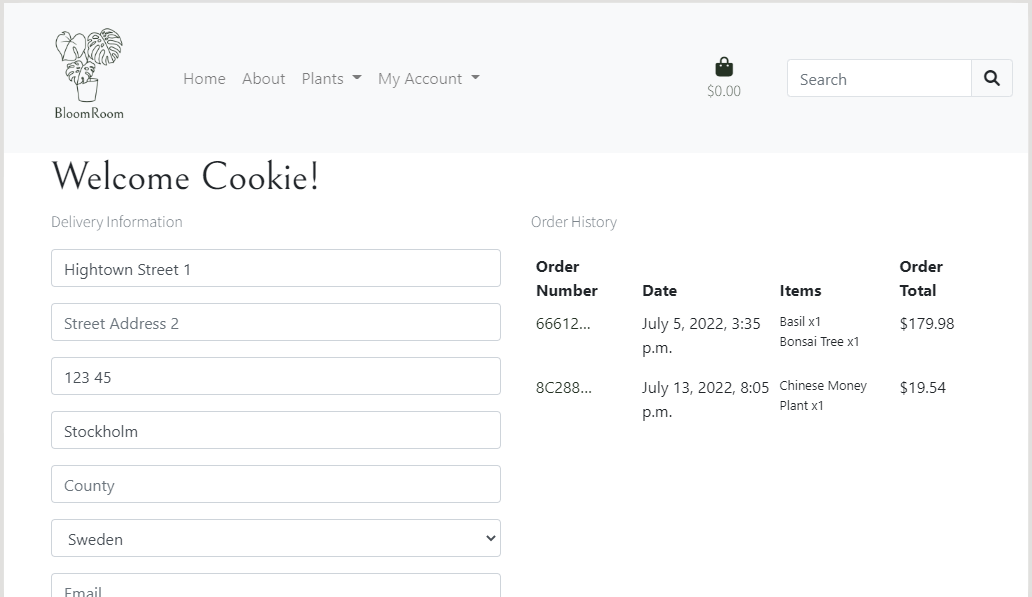 BloomRoom
Home About Plants My Account
$0.00
Search
Welcome Cookie!
Delivery Information
Hightown Street 1
Street Address 2
123 45
Stockholm
County
Sweden
Email
Order History
Order Number Date Items Order Total
66612... July 5, 2022, 3:35 p.m. Basil x1 Bonsai Tree x1 $179.98
8C288... July 13, 2022, 8:05 p.m. Chinese Money Plant x1 $19.54